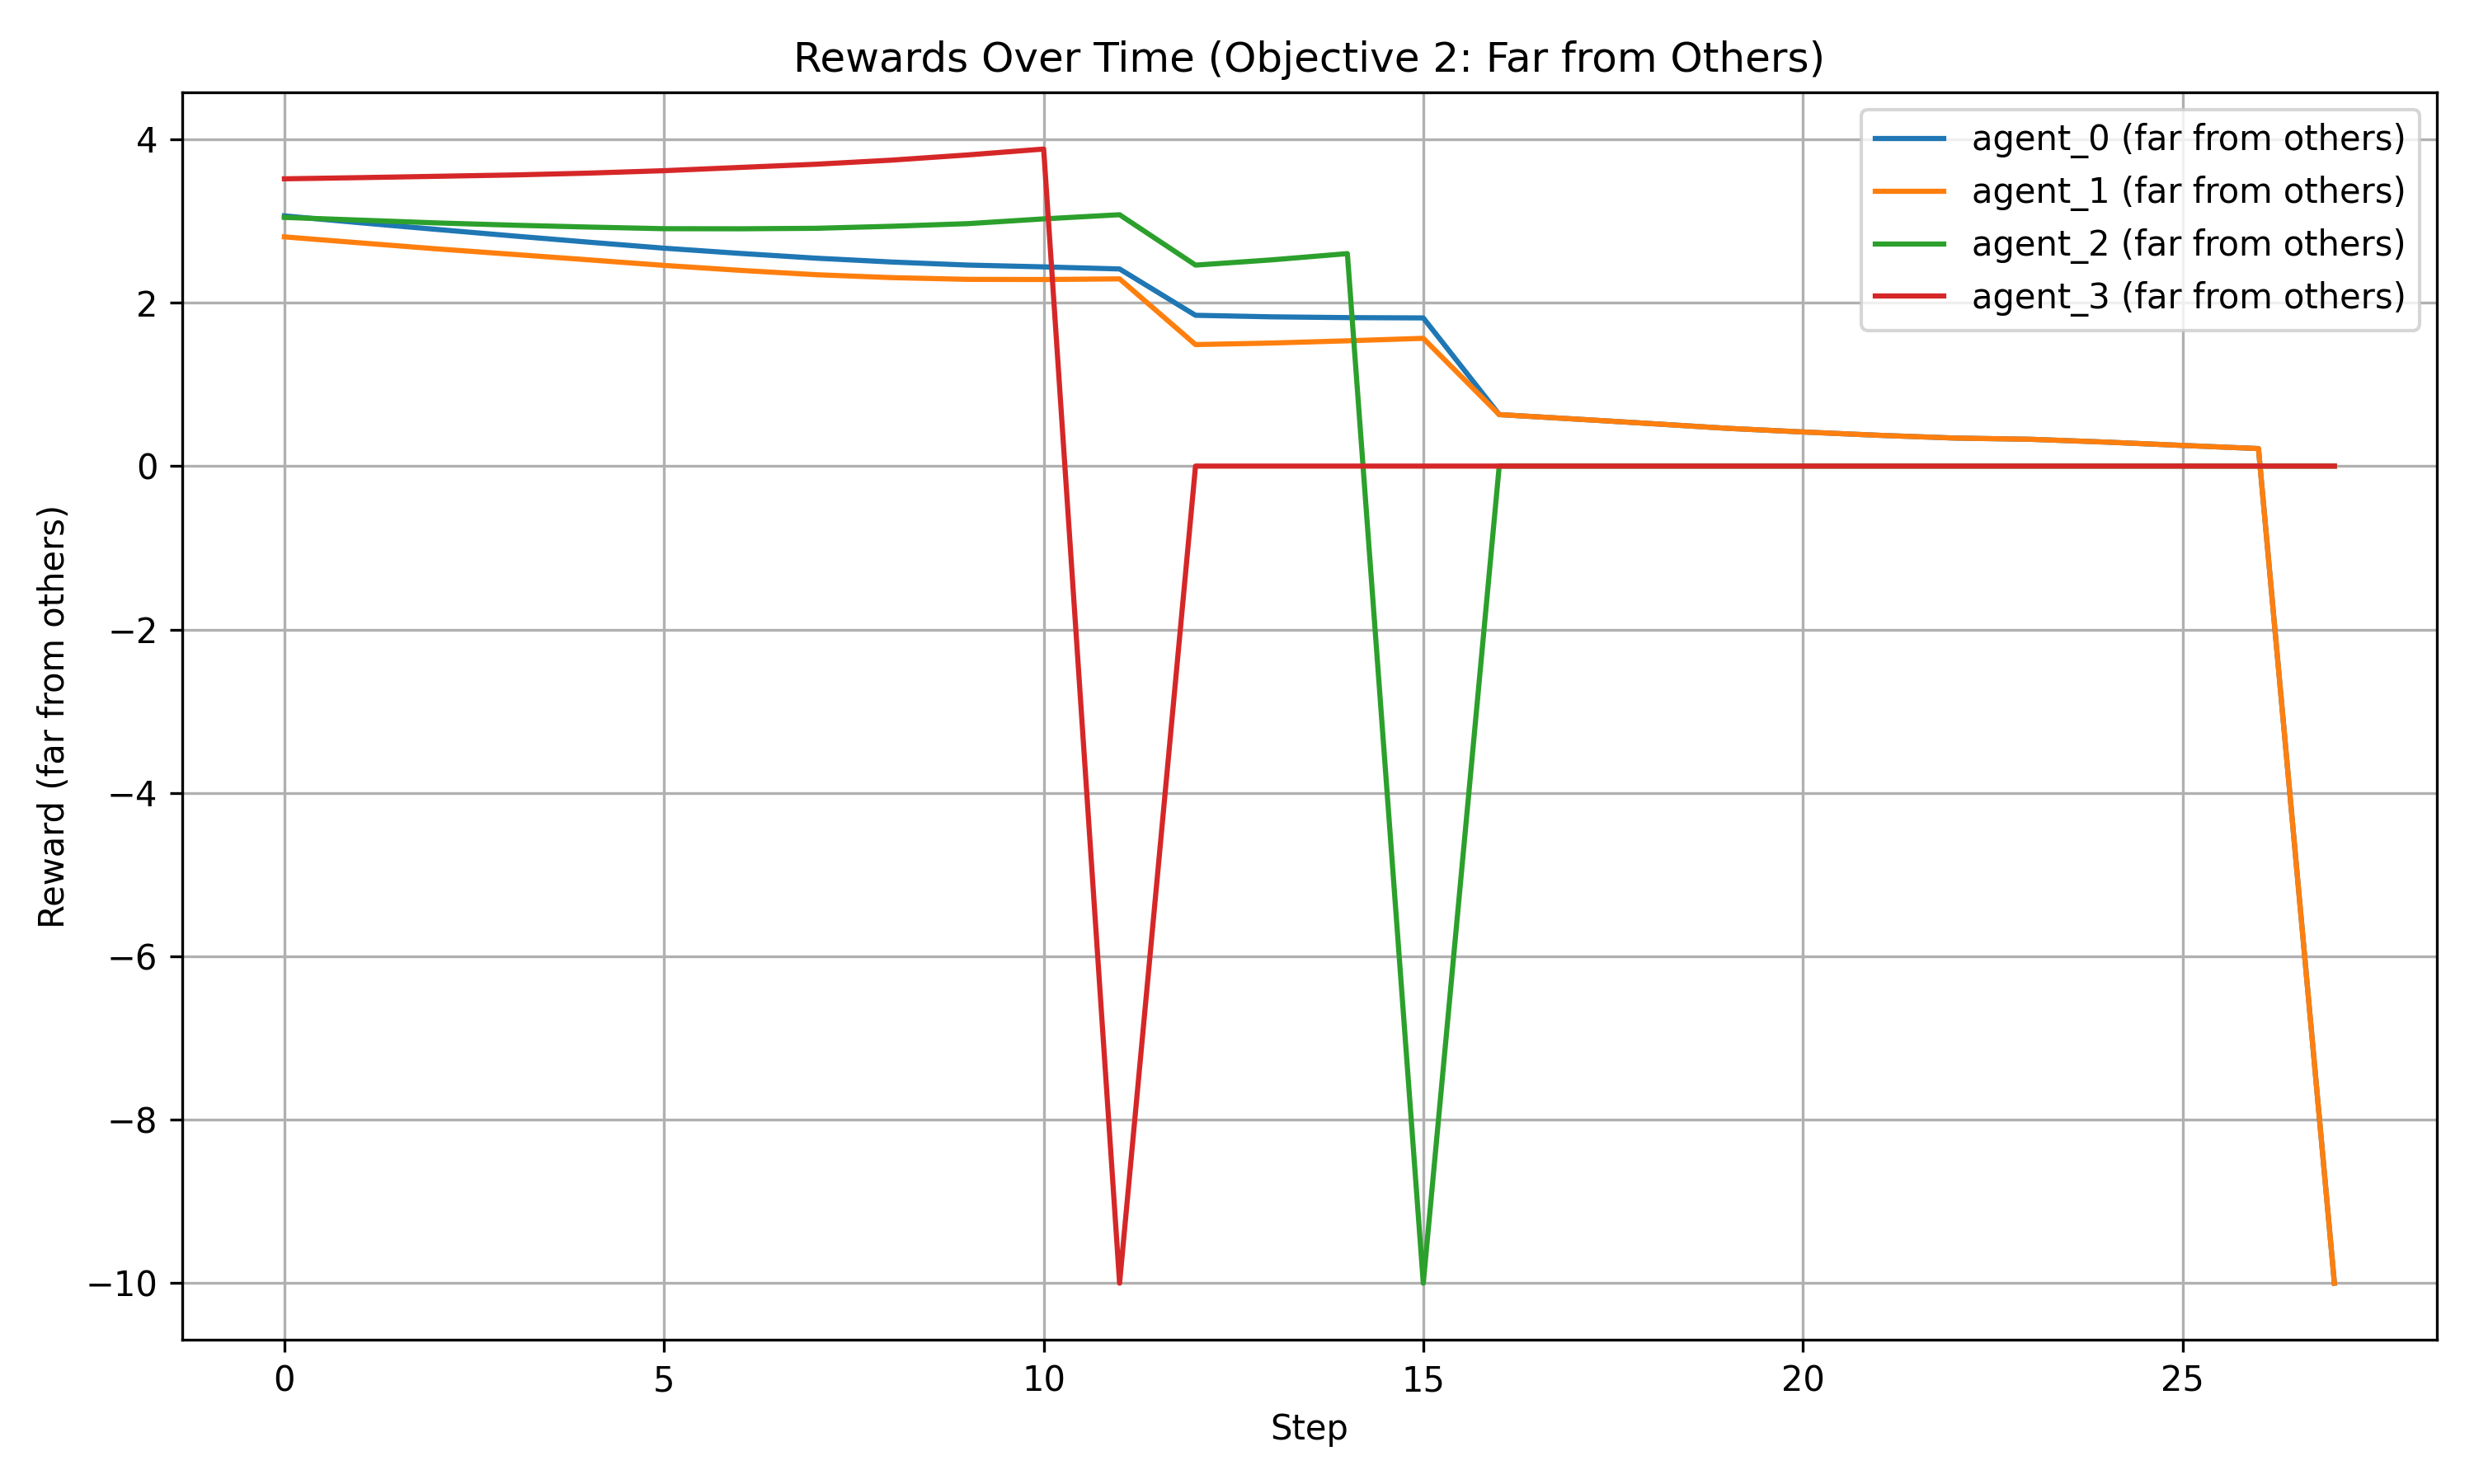 Rewards Over Time (Objective 2: Far from Others)
agent_0 (far from others)
agent_1 (far from others)
agent_2 (far from others)
agent_3 (far from others)
Reward (far from others)
4
2
0
−2
−4
−6
−8
−10
0 5 10 15 20 25
Step